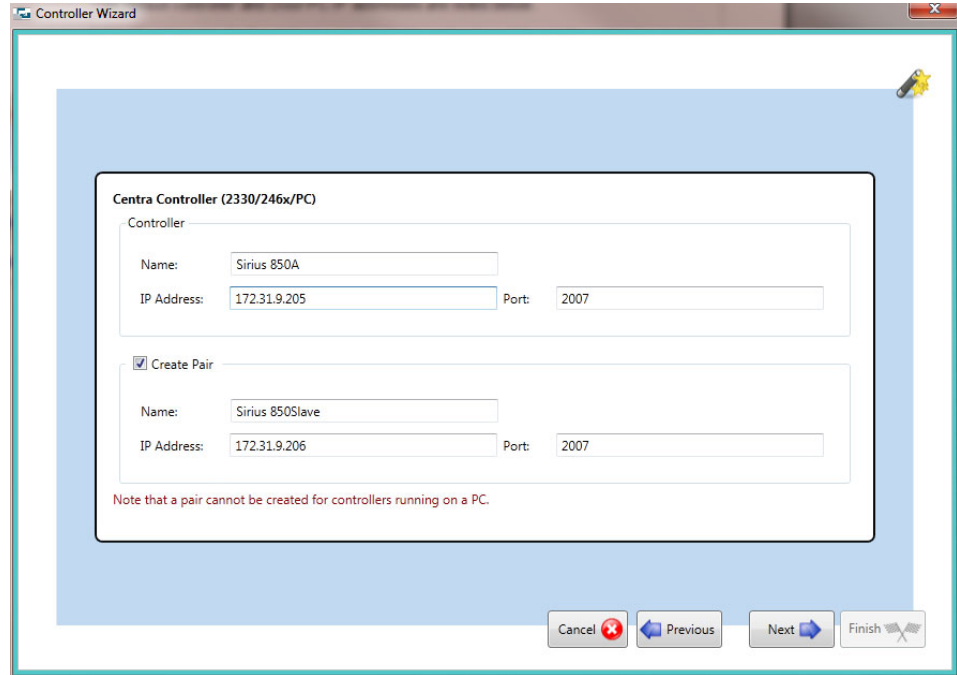 Controller Wizard
Centra Controller (2330/246x/PC)
Controller
Name: Sirius 850A
IP Address: 172.31.9.205 Port: 2007
Create Pair
Name: Sirius 850Slave
IP Address: 172.31.9.206 Port: 2007
Note that a pair cannot be created for controllers running on a PC.
Cancel Previous Next Finish